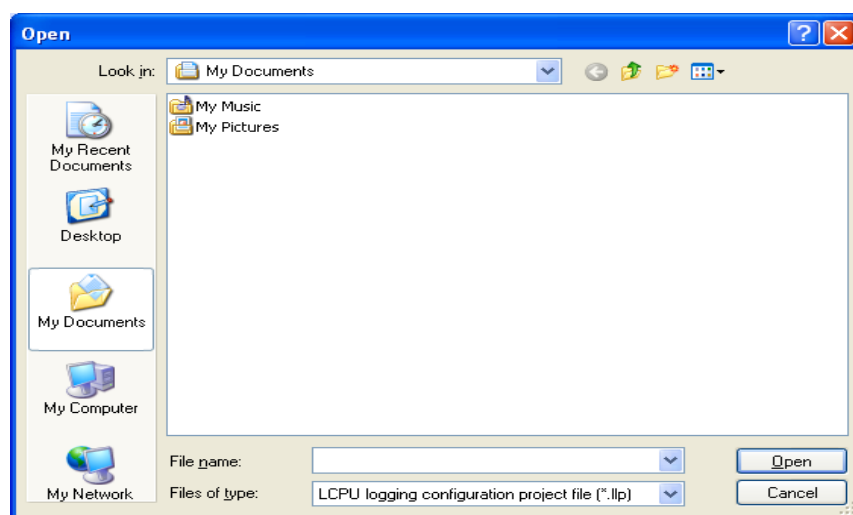 Open
Look in: My Documents
My Music
My Pictures
My Recent
Documents
Desktop
My Documents
My Computer
My Network
File name:
Open
Files of type: LCPU logging configuration project file (*.llp)
Cancel